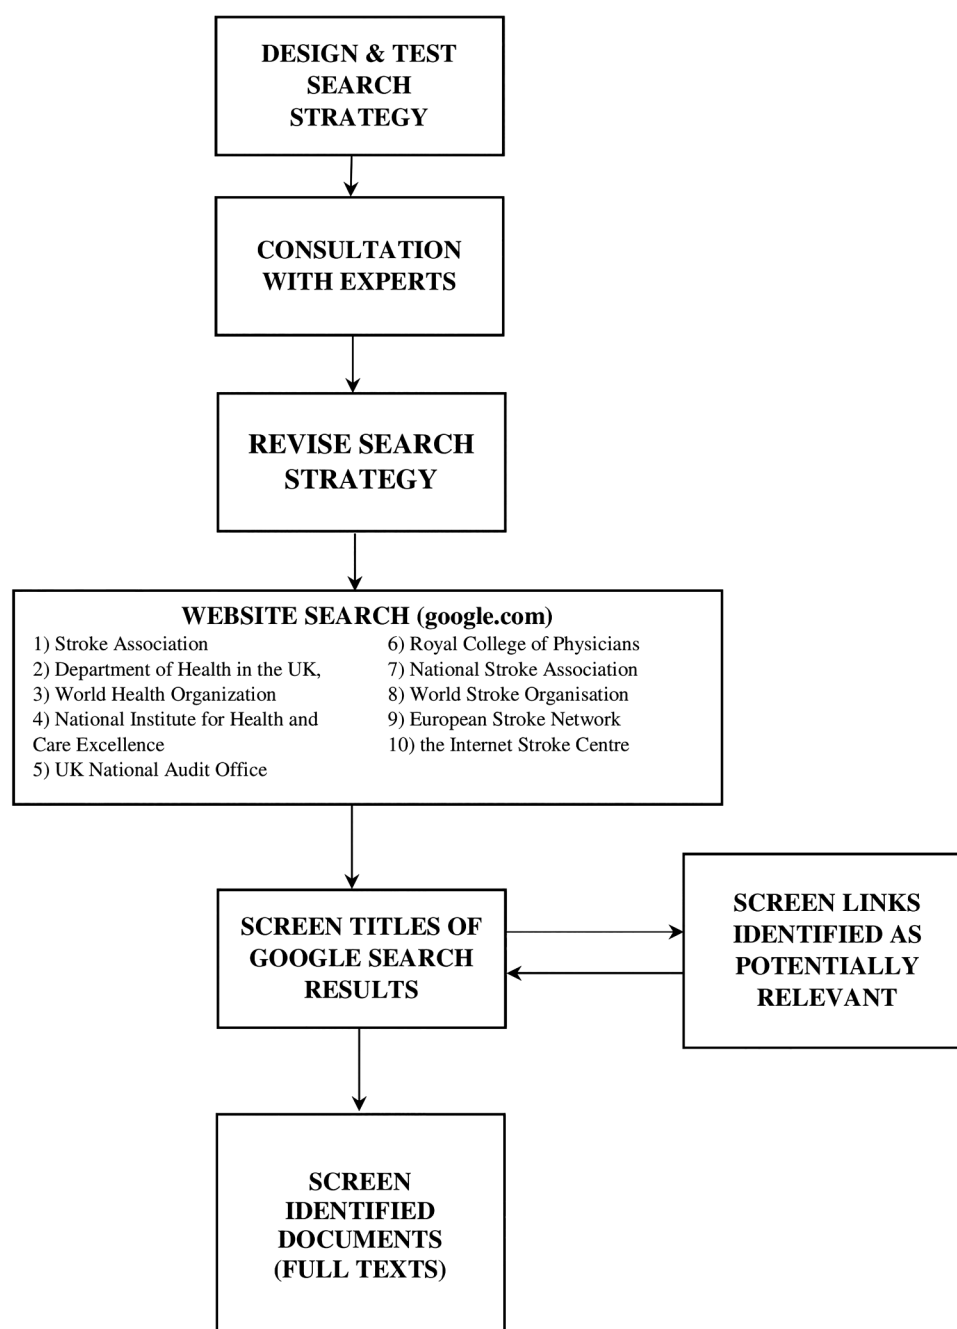 DESIGN & TEST
SEARCH
STRATEGY
CONSULTATION
WITH EXPERTS
REVISE SEARCH
STRATEGY
WEBSITE SEARCH (google.com)
1) Stroke Association
2) Department of Health in the UK,
3) World Health Organization
4) National Institute for Health and
Care Excellence
5) UK National Audit Office
6) Royal College of Physicians
7) National Stroke Association
8) World Stroke Organisation
9) European Stroke Network
10) the Internet Stroke Centre
SCREEN TITLES OF
GOOGLE SEARCH
RESULTS
SCREEN LINKS
IDENTIFIED AS
POTENTIALLY
RELEVANT
SCREEN
IDENTIFIED
DOCUMENTS
(FULL TEXTS)